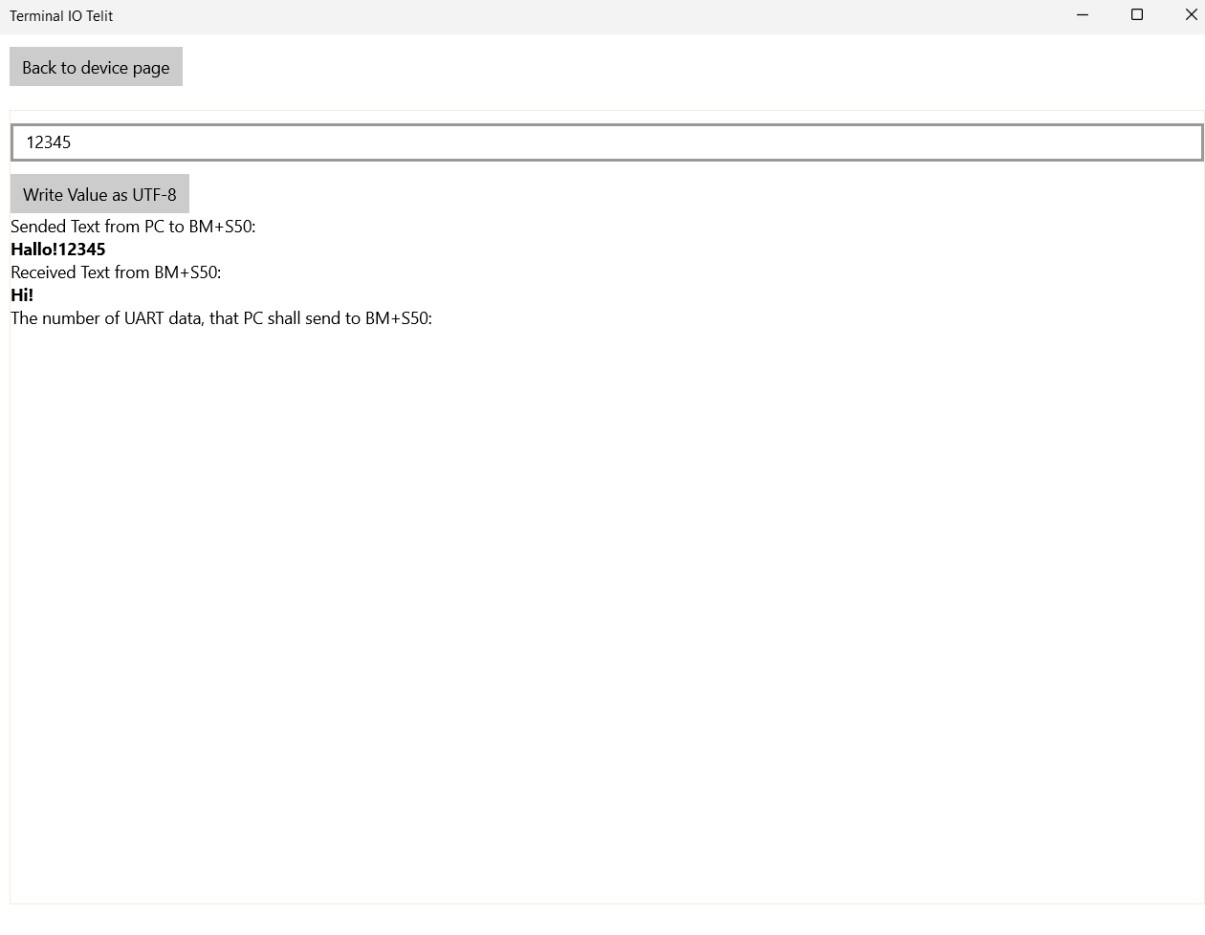 Terminal IO Telit
Back to device page
12345
Write Value as UTF-8
Sended Text from PC to BM+S50:
Hallo!12345
Received Text from BM+S50:
Hi!
The number of UART data, that PC shall send to BM+S50: